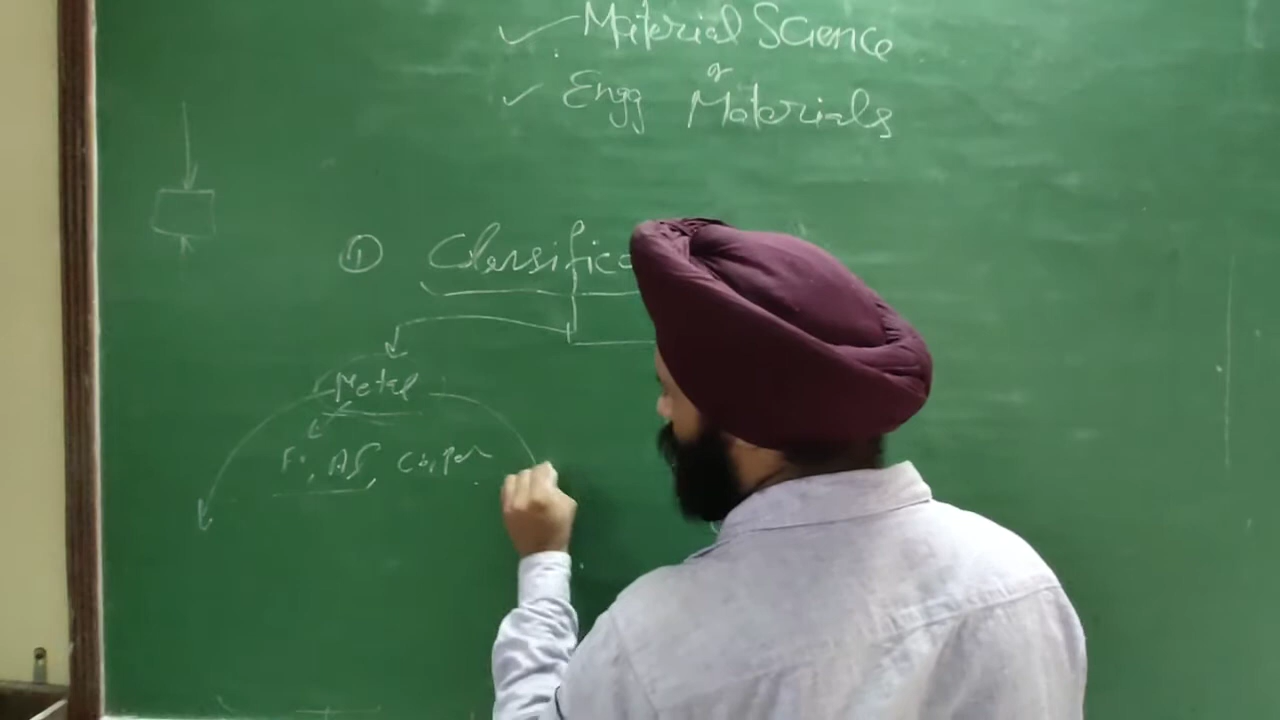 Material Science
or
Engg Materials
① Classifica
Metal
Fe, Al, Copper